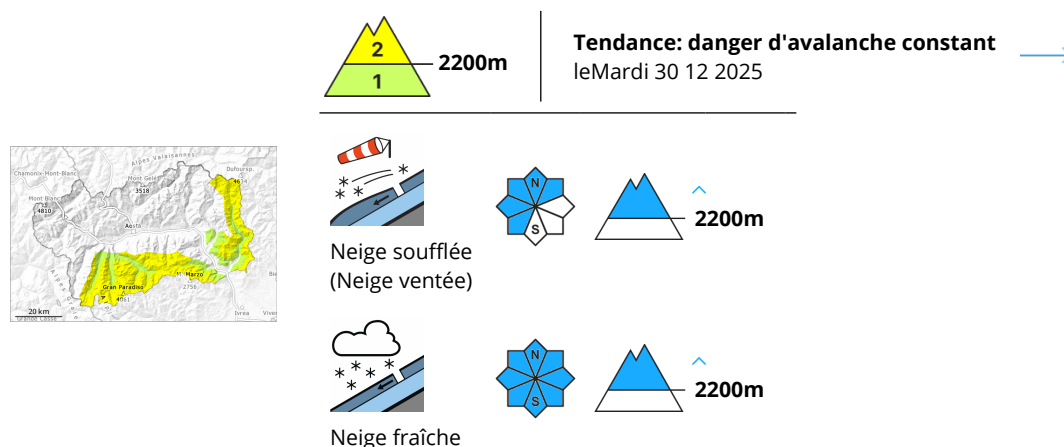 2
1
2200m
Tendance: danger d'avalanche constant
leMardi 30 12 2025
Alpes Valaisannes
Chamonix-Mont-Blanc
Mont Gelé
3518
Dufoursp.
4634
Mont Blanc
4810
Aosta
M. Marzo
2756
Gran Paradiso
4061
Ivrea
20 km
N
S
2200m
Neige soufflée
(Neige ventée)
N
S
2200m
Neige fraîche